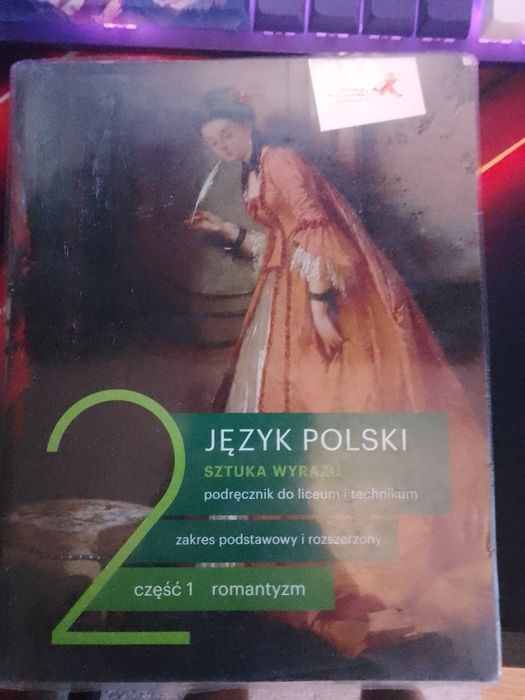 2
JĘZYK POLSKI
SZTUKA WYRAZU
podręcznik do liceum i technikum
zakres podstawowy i rozszerzony
część 1 romantyzm